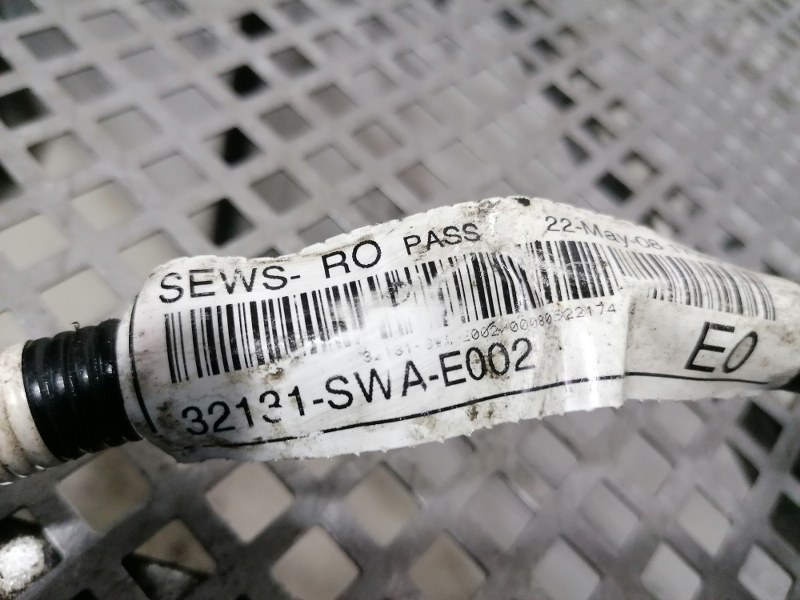 SEWS- RO PASS 22-May-08
32131-SWA-E002 E0